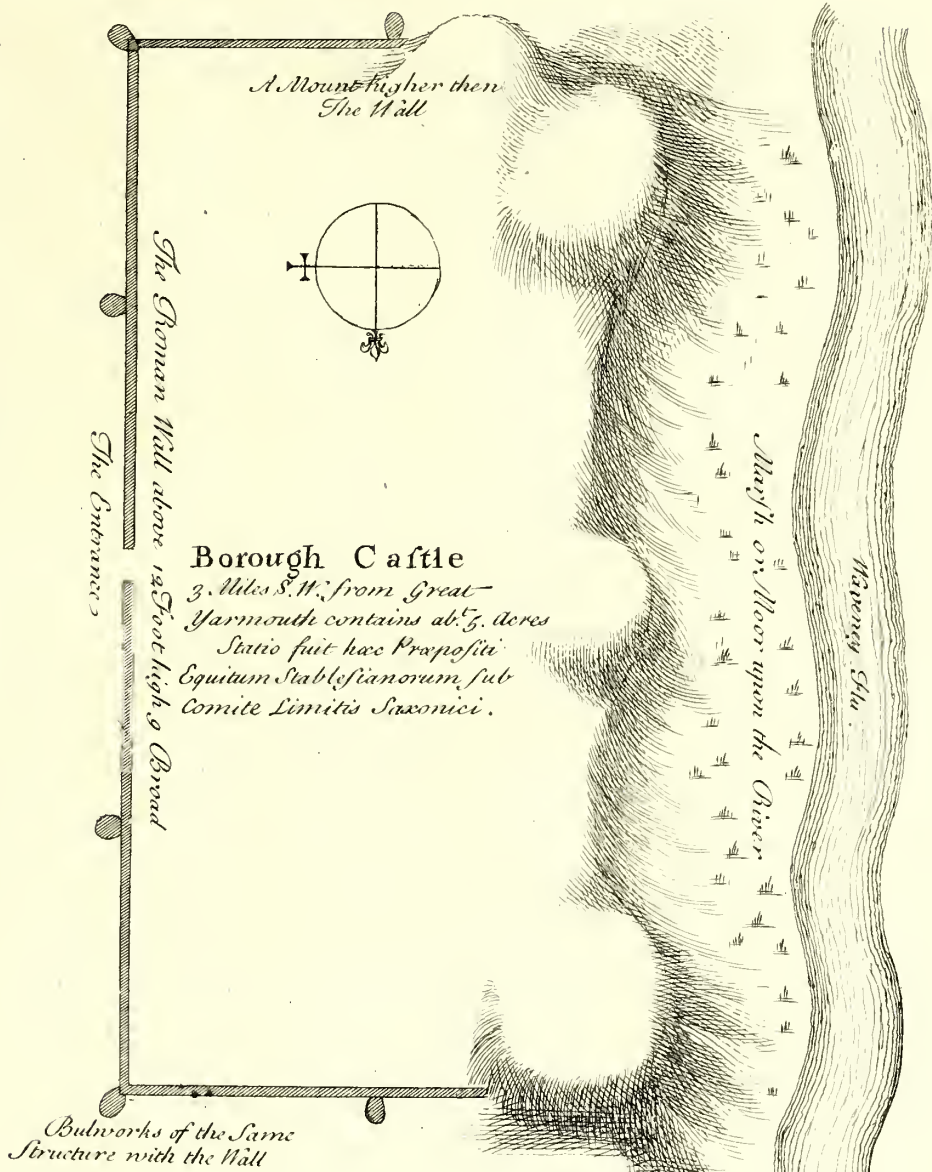 A Mount higher then
The Wall
The Roman Wall above 12 Foot high 9 Broad
The Entrance
Borough Caſtle
3 Miles S.W. from Great
Yarmouth contains ab.t 5. Acres
Statio fuit hæc Præpoſiti
Equitum Stableſianorum ſub
Comite Limitis Saxonici.
Marſh or Moor upon the River
Waveney Flu.
Bulworks of the Same
Structure with the Wall